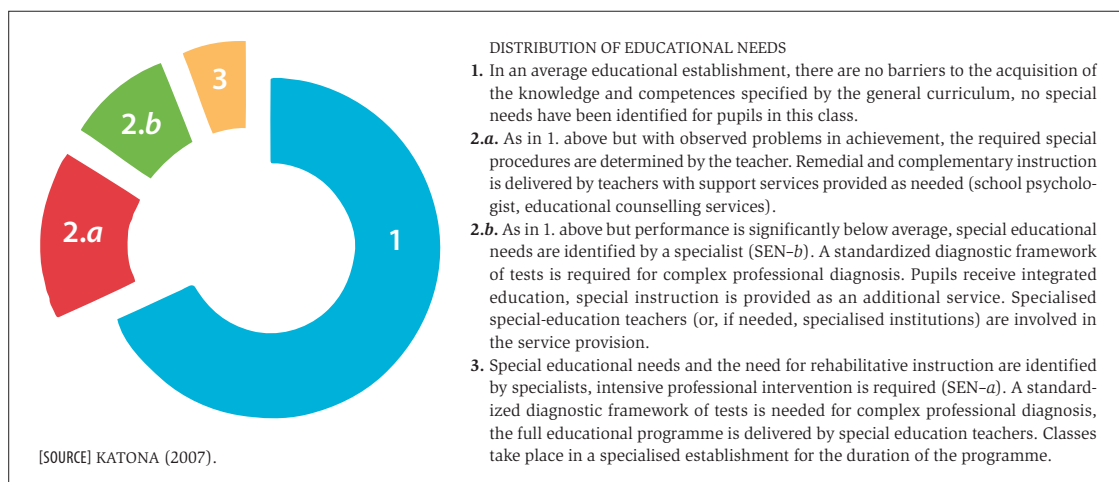 3
2.b
2.a
1
DISTRIBUTION OF EDUCATIONAL NEEDS
1. In an average educational establishment, there are no barriers to the acquisition of
the knowledge and competences specified by the general curriculum, no special
needs have been identified for pupils in this class.
2.a. As in 1. above but with observed problems in achievement, the required special
procedures are determined by the teacher. Remedial and complementary instruction
is delivered by teachers with support services provided as needed (school psycholo-
gist, educational counselling services).
2.b. As in 1. above but performance is significantly below average, special educational
needs are identified by a specialist (SEN–b). A standardized diagnostic framework
of tests is required for complex professional diagnosis. Pupils receive integrated
education, special instruction is provided as an additional service. Specialised
special-education teachers (or, if needed, specialised institutions) are involved in
the service provision.
3. Special educational needs and the need for rehabilitative instruction are identified
by specialists, intensive professional intervention is required (SEN–a). A standard-
ized diagnostic framework of tests is needed for complex professional diagnosis,
the full educational programme is delivered by special education teachers. Classes
take place in a specialised establishment for the duration of the programme.
[SOURCE] KATONA (2007).